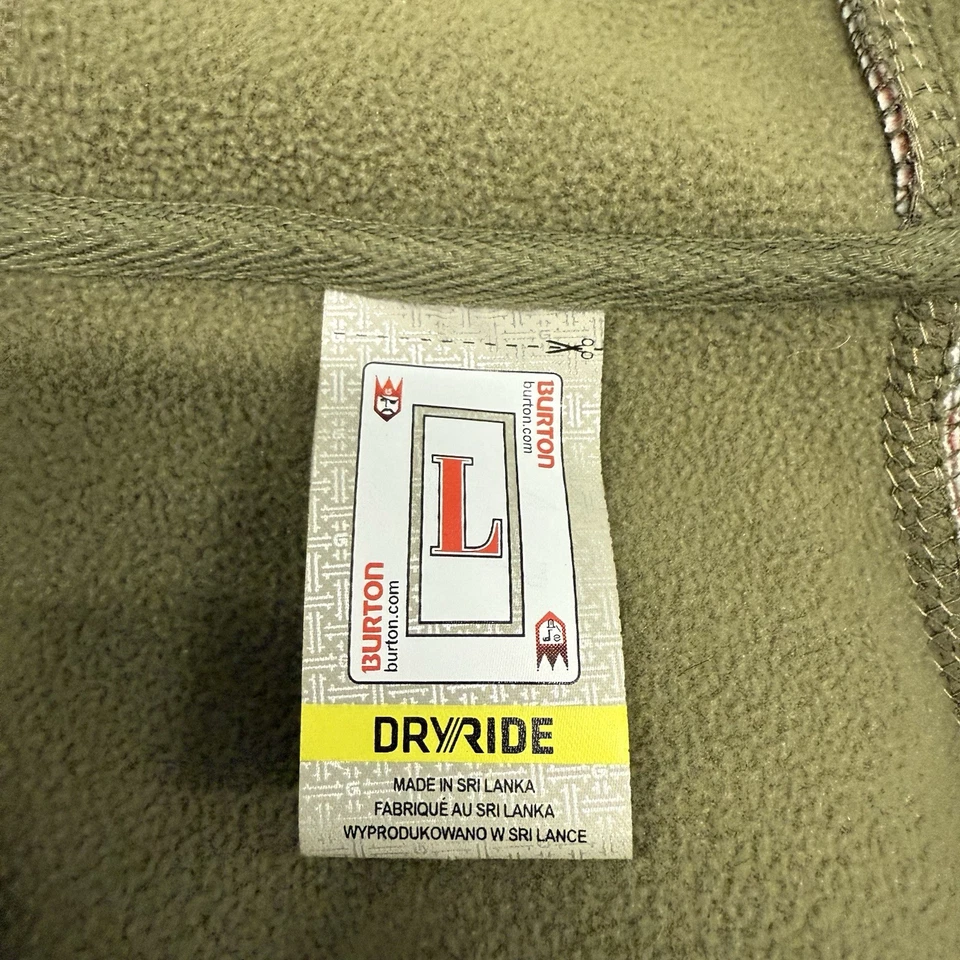 BURTON
burton.com
L
BURTON
burton.com
DRYRIDE
MADE IN SRI LANKA
FABRIQUÉ AU SRI LANKA
WYPRODUKOWANO W SRI LANCE